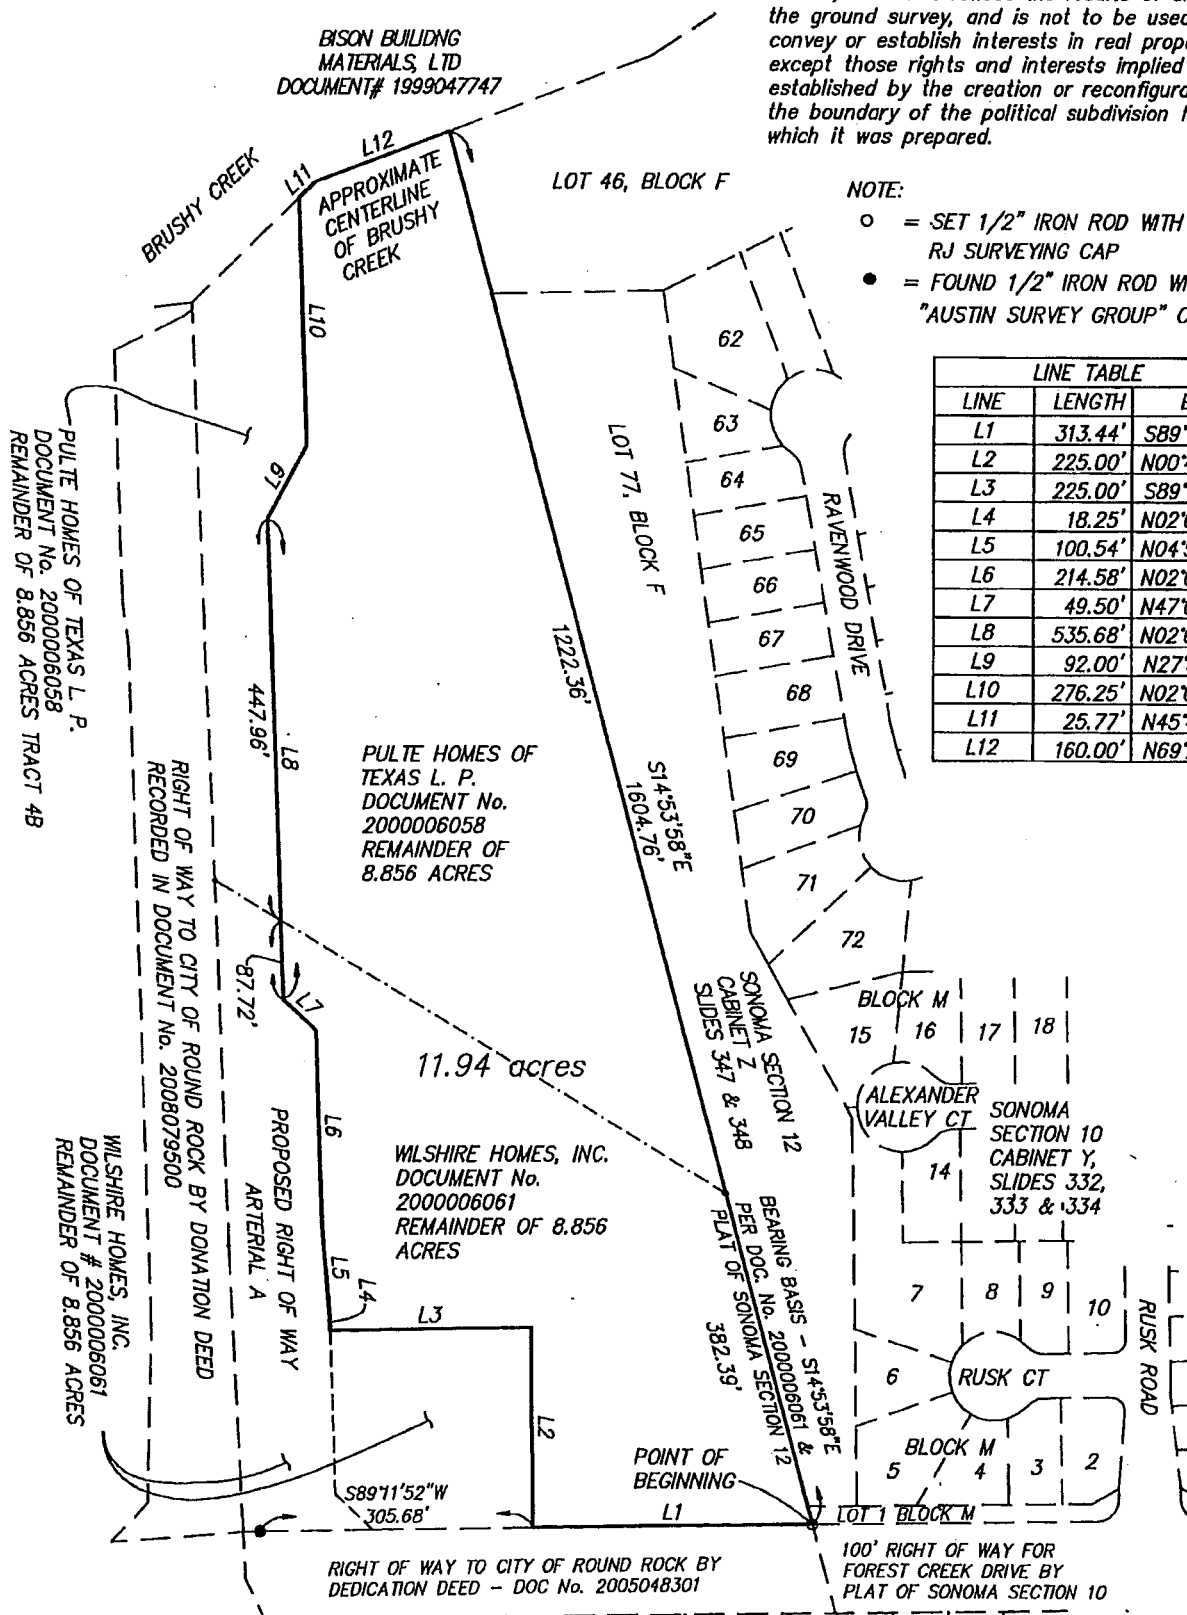 the ground survey, and is not to be used
convey or establish interests in real
except those rights and interests implied
established by the creation or
the boundary of the political subdivision
which it was prepared.
BISON BUILIDNG
MATERIALS, LTD
DOCUMENT# 1999047747
L12
L11
BRUSHY CREEK
APPROXIMATE
CENTERLINE
OF BRUSHY
CREEK
LOT 46, BLOCK F
NOTE:
○ = SET 1/2" IRON ROD WITH
RJ SURVEYING CAP
● = FOUND 1/2" IRON ROD
"AUSTIN SURVEY GROUP"
LINE TABLE
LINE LENGTH
L1 313.44' S89°
L2 225.00' N00°
L3 225.00' S89°
L4 18.25' N02°
L5 100.54' N04°
L6 214.58' N02°
L7 49.50' N47°
L8 535.68' N02°
L9 92.00' N27°
L10 276.25' N02°
L11 25.77' N45°
L12 160.00' N69°
L10
L9
62
63
64
65
66
67
68
69
70
71
72
LOT 77, BLOCK F
RAVENWOOD DRIVE
PULTE HOMES OF TEXAS L. P.
DOCUMENT No. 2000006058
REMAINDER OF 8.856 ACRES TRACT 4B
1222.36'
S14°53'58"E
1604.76'
L8
447.96'
PULTE HOMES OF
TEXAS L. P.
DOCUMENT No.
2000006058
REMAINDER OF
8.856 ACRES
RIGHT OF WAY TO CITY OF ROUND ROCK BY DONATION DEED
RECORDED IN DOCUMENT No. 2008079500
87.72'
L7
11.94 acres
SONOMA SECTION 12
CABINET Z
SLIDES 347 & 348
BLOCK M
15
16
17
18
ALEXANDER
VALLEY CT
14
SONOMA
SECTION 10
CABINET Y,
SLIDES 332,
333 & 334
L6
PROPOSED RIGHT OF WAY
ARTERIAL A
WILSHIRE HOMES, INC.
DOCUMENT No.
2000006061
REMAINDER OF 8.856
ACRES
WILSHIRE HOMES, INC.
DOCUMENT # 2000006061
REMAINDER OF 8.856 ACRES
BEARING BASIS - S14°53'58"E
PER DOC. No. 2000006061 &
PLAT OF SONOMA SECTION 12
382.39'
L5
L4
L3
L2
7
8
9
10
6
RUSK CT
RUSK ROAD
BLOCK M
5
4
3
2
POINT OF
BEGINNING
S89°11'52"W
305.68'
L1
LOT 1 BLOCK M
RIGHT OF WAY TO CITY OF ROUND ROCK BY
DEDICATION DEED - DOC No. 2005048301
100' RIGHT OF WAY FOR
FOREST CREEK DRIVE BY
PLAT OF SONOMA SECTION 10